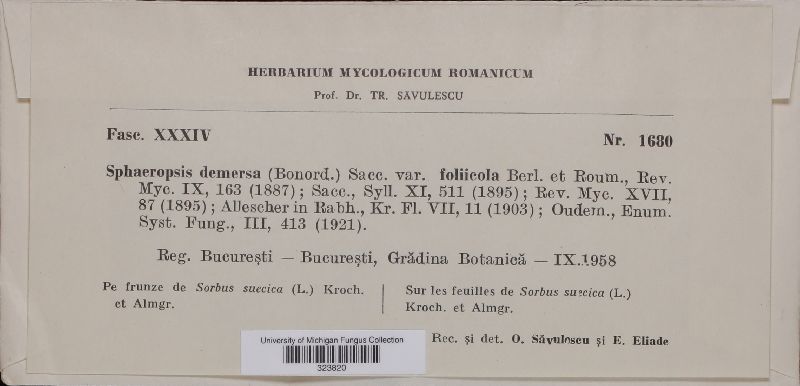 HERBARIUM MYCOLOGICUM ROMANICUM
Prof. Dr. TR. SĂVULESCU
Fasc. XXXIV
Nr. 1680
Sphaeropsis demersa (Bonord.) Sacc. var. foliicola Berl. et Roum., Rev.
Myc. IX, 163 (1887); Sacc., Syll. XI, 511 (1895); Rev. Myc. XVII,
87 (1895); Allescher in Rabh., Kr. Fl. VII, 11 (1903); Oudem., Enum.
Syst. Fung., III, 413 (1921).
Reg. București — București, Grădina Botanică — IX.1958
Pe frunze de Sorbus suecica (L.) Kroch.
et Almgr.
Sur les feuilles de Sorbus suecica (L.)
Kroch. et Almgr.
Rec. și det. O. Săvulescu și E. Eliade
University of Michigan Fungus Collection
323820